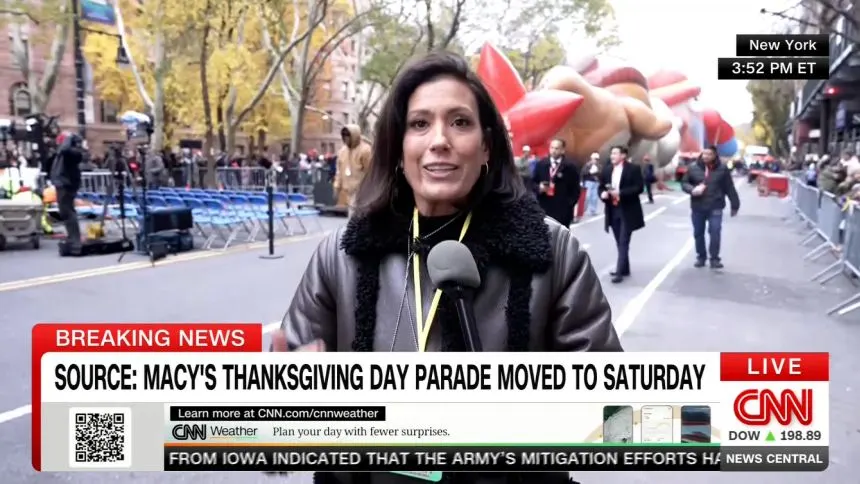 New York
3:52 PM ET
BREAKING NEWS
SOURCE: MACY'S THANKSGIVING DAY PARADE MOVED TO SATURDAY
LIVE
CNN
Learn more at CNN.com/cnnweather
CNN Weather Plan your day with fewer surprises.
DOW ▲ 198.89
FROM IOWA INDICATED THAT THE ARMY'S MITIGATION EFFORTS HA
NEWS CENTRAL